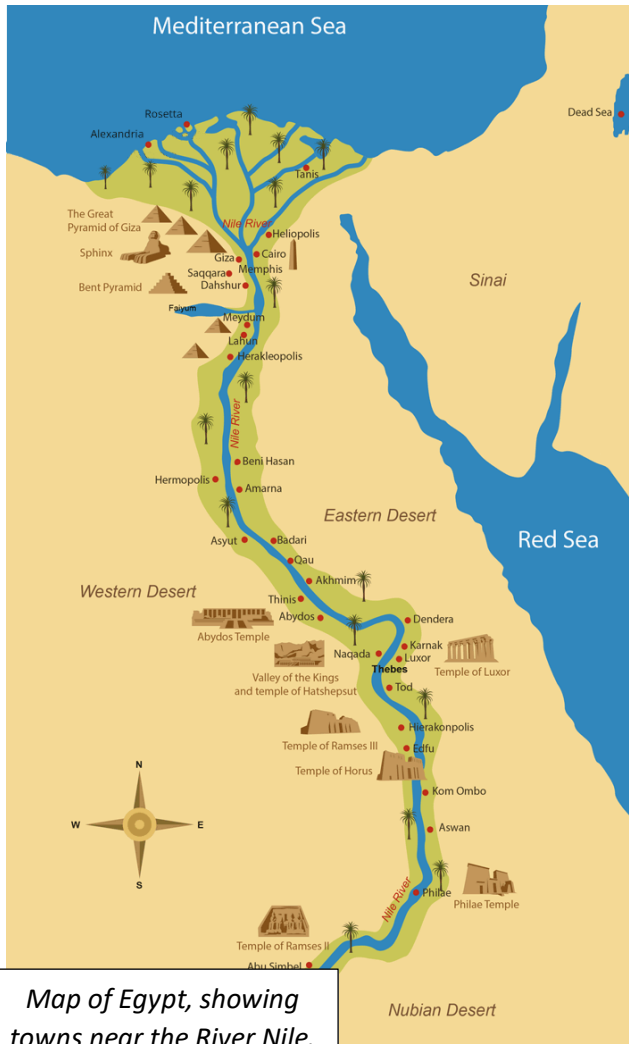 Mediterranean Sea
Rosetta
Dead Sea
Alexandria
Tanis
The Great
Pyramid of Giza
Nile River
Heliopolis
Sphinx
Giza
Cairo
Saqqara
Memphis
Sinai
Bent Pyramid
Dahshur
Faiyum
Meydum
Lahun
Herakleopolis
Nile River
Beni Hasan
Hermopolis
Amarna
Eastern Desert
Asyut
Badari
Red Sea
Qau
Western Desert
Akhmim
Thinis
Abydos
Dendera
Abydos Temple
Karnak
Naqada
Luxor
Thebes
Temple of Luxor
Valley of the Kings
and temple of Hatshepsut
Tod
Hierakonpolis
Temple of Ramses III
Edfu
Temple of Horus
N
Kom Ombo
W
E
Aswan
S
Nile River
Philae
Philae Temple
Temple of Ramses II
Abu Simbel
Map of Egypt, showing
towns near the River Nile.
Nubian Desert